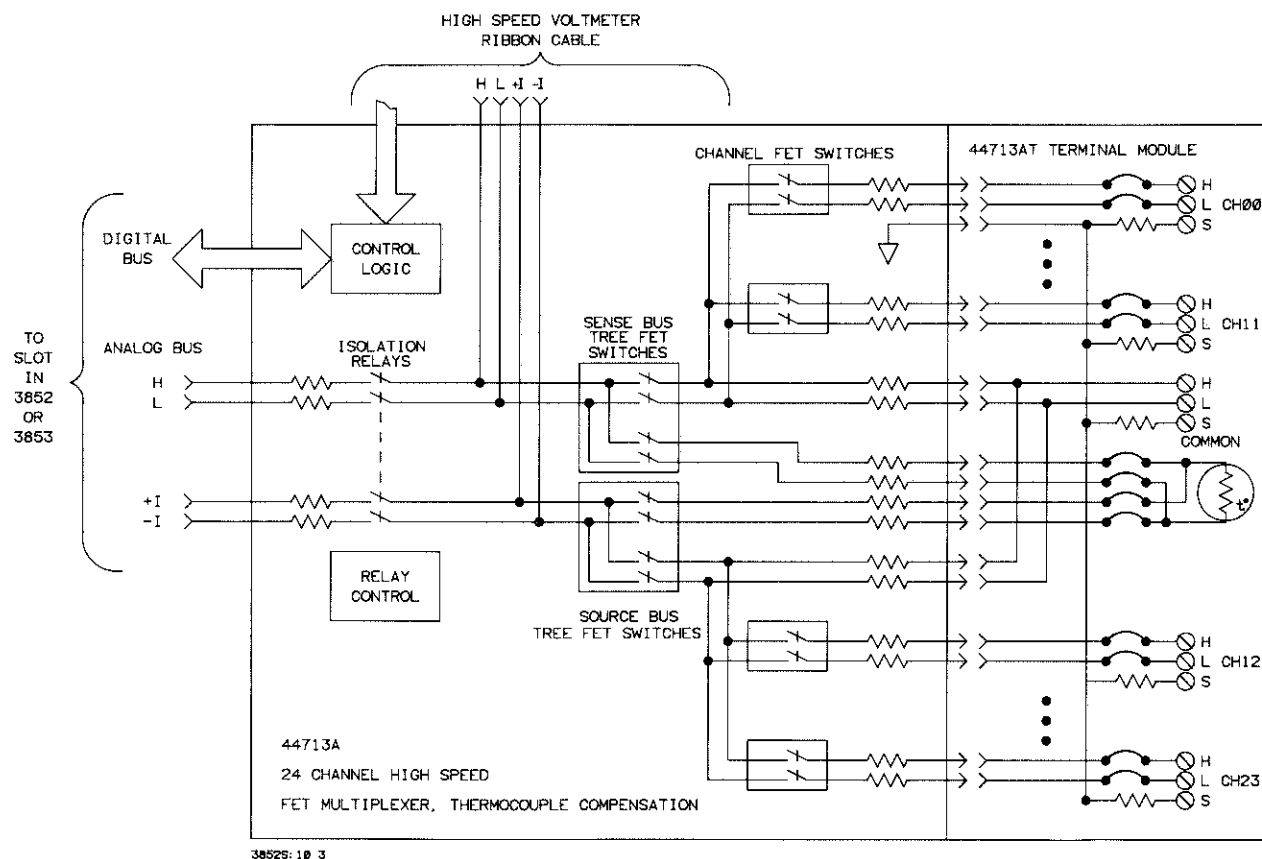 HIGH SPEED VOLTMETER
RIBBON CABLE
H L +I -I
CHANNEL FET SWITCHES
44713AT TERMINAL MODULE
H
L CH00
S
DIGITAL
BUS
CONTROL
LOGIC
H
L CH11
S
TO
SLOT
IN
3852
OR
3853
ANALOG BUS
ISOLATION
RELAYS
SENSE BUS
TREE FET
SWITCHES
H
L
H
L
S
COMMON
+I
-I
t°
RELAY
CONTROL
SOURCE BUS
TREE FET SWITCHES
H
L CH12
S
44713A
24 CHANNEL HIGH SPEED
FET MULTIPLEXER, THERMOCOUPLE COMPENSATION
H
L CH23
S
3852S: 10 3